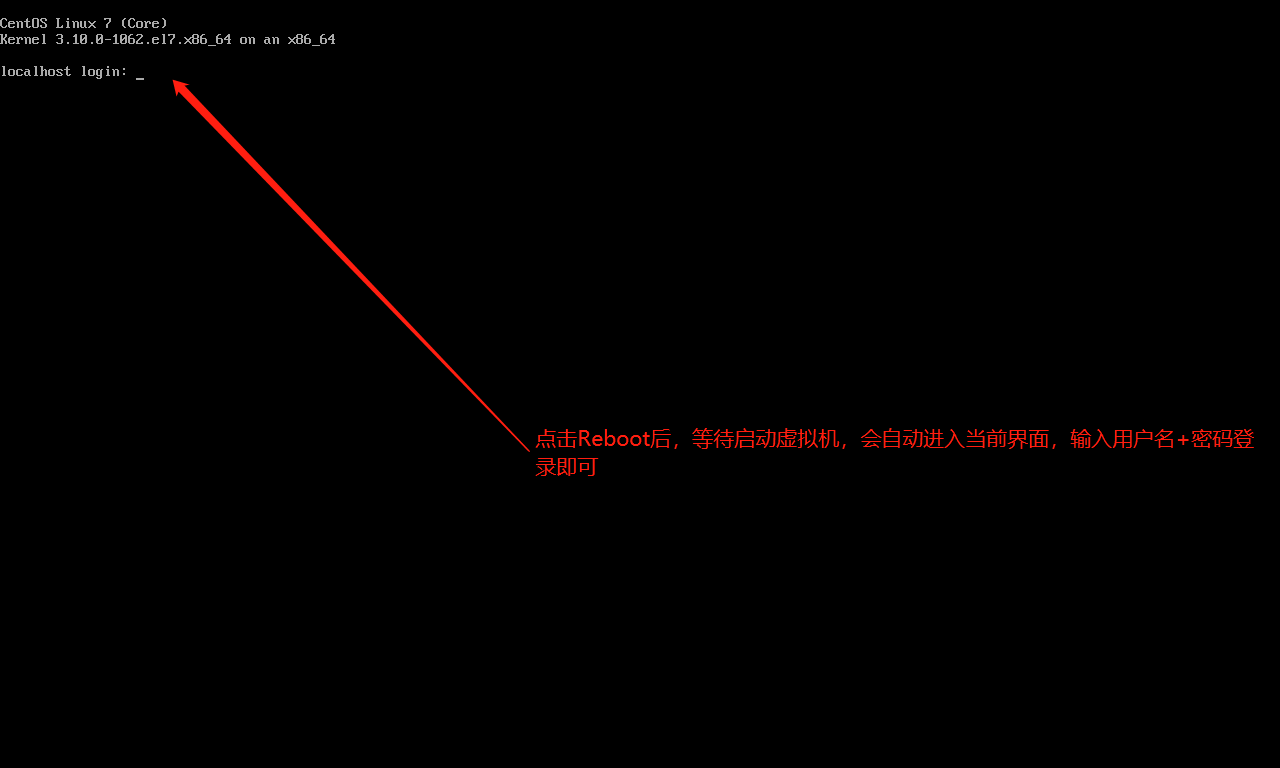 CentOS Linux 7 (Core)
Kernel 3.10.0-1062.el7.x86_64 on an x86_64
localhost login: _
点击Reboot后，等待启动虚拟机，会自动进入当前界面，输入用户名+密码登
录即可